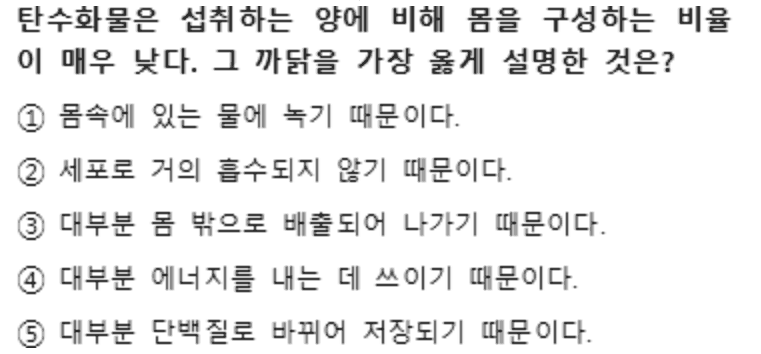 탄수화물은 섭취하는 양에 비해 몸을 구성하는 비율
이 매우 낮다. 그 까닭을 가장 옳게 설명한 것은?
① 몸속에 있는 물에 녹기 때문이다.
② 세포로 거의 흡수되지 않기 때문이다.
③ 대부분 몸 밖으로 배출되어 나가기 때문이다.
④ 대부분 에너지를 내는 데 쓰이기 때문이다.
⑤ 대부분 단백질로 바뀌어 저장되기 때문이다.